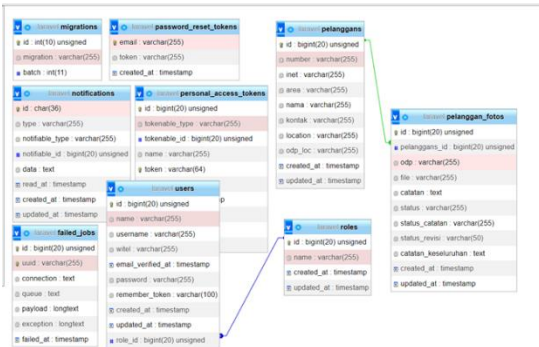 laravel migrations
id : int(10) unsigned
migration : varchar(255)
batch : int(11)
laravel password_reset_tokens
email : varchar(255)
token : varchar(255)
created_at : timestamp
laravel pelanggans
id : bigint(20) unsigned
number : varchar(255)
inet : varchar(255)
area : varchar(255)
nama : varchar(255)
kontak : varchar(255)
location : varchar(255)
odp_loc : varchar(255)
created_at : timestamp
updated_at : timestamp
laravel notifications
id : char(36)
type : varchar(255)
notifiable_type : varchar(255)
notifiable_id : bigint(20) unsigned
data : text
read_at : timestamp
created_at : timestamp
updated_at : timestamp
laravel personal_access_tokens
id : bigint(20) unsigned
tokenable_type : varchar(255)
tokenable_id : bigint(20) unsigned
name : varchar(255)
token : varchar(64)
timestamp
laravel pelanggan_fotos
id : bigint(20) unsigned
pelanggans_id : bigint(20) unsigned
odp : varchar(255)
file : varchar(255)
catatan : text
status : varchar(255)
status_catatan : varchar(255)
status_revisi : varchar(50)
catatan_keseluruhan : text
created_at : timestamp
updated_at : timestamp
laravel users
id : bigint(20) unsigned
name : varchar(255)
username : varchar(255)
witel : varchar(255)
email_verified_at : timestamp
password : varchar(255)
remember_token : varchar(100)
created_at : timestamp
updated_at : timestamp
role_id : bigint(20) unsigned
laravel failed_jobs
id : bigint(20) unsigned
uuid : varchar(255)
connection : text
queue : text
payload : longtext
exception : longtext
failed_at : timestamp
laravel roles
id : bigint(20) unsigned
name : varchar(255)
created_at : timestamp
updated_at : timestamp